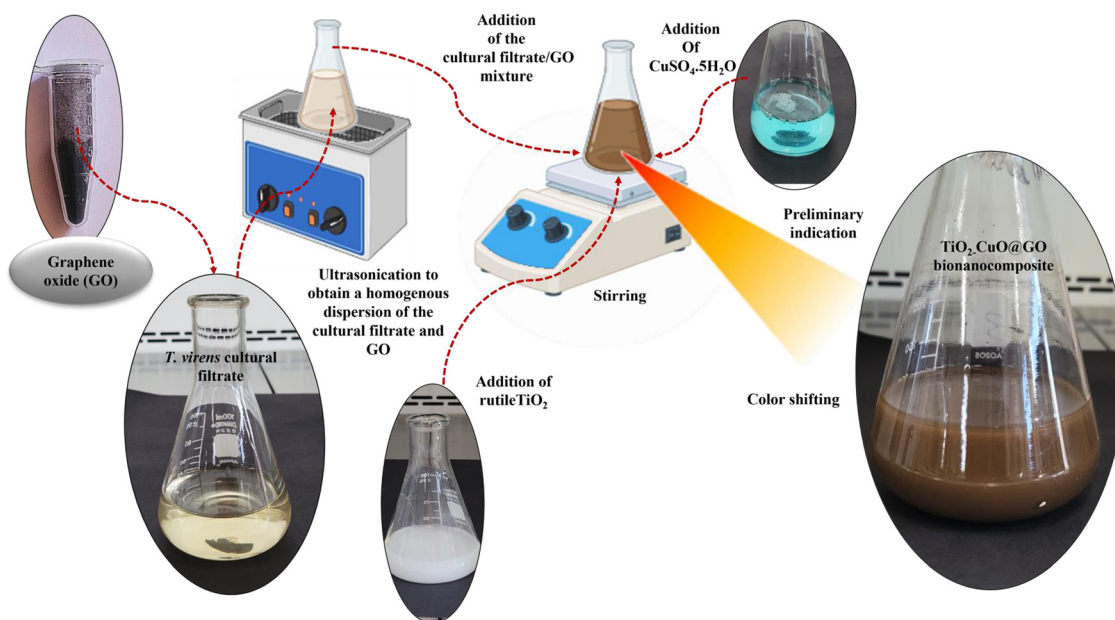 Addition
of the
cultural filtrate/GO
mixture
Addition
Of
CuSO₄.5H₂O
Graphene
oxide (GO)
Ultrasonication to
obtain a homogenous
dispersion of the
cultural filtrate and
GO
Stirring
Preliminary
indication
TiO₂.CuO@GO
bionanocomposite
T. virens cultural
filtrate
Addition of
rutileTiO₂
Color shifting